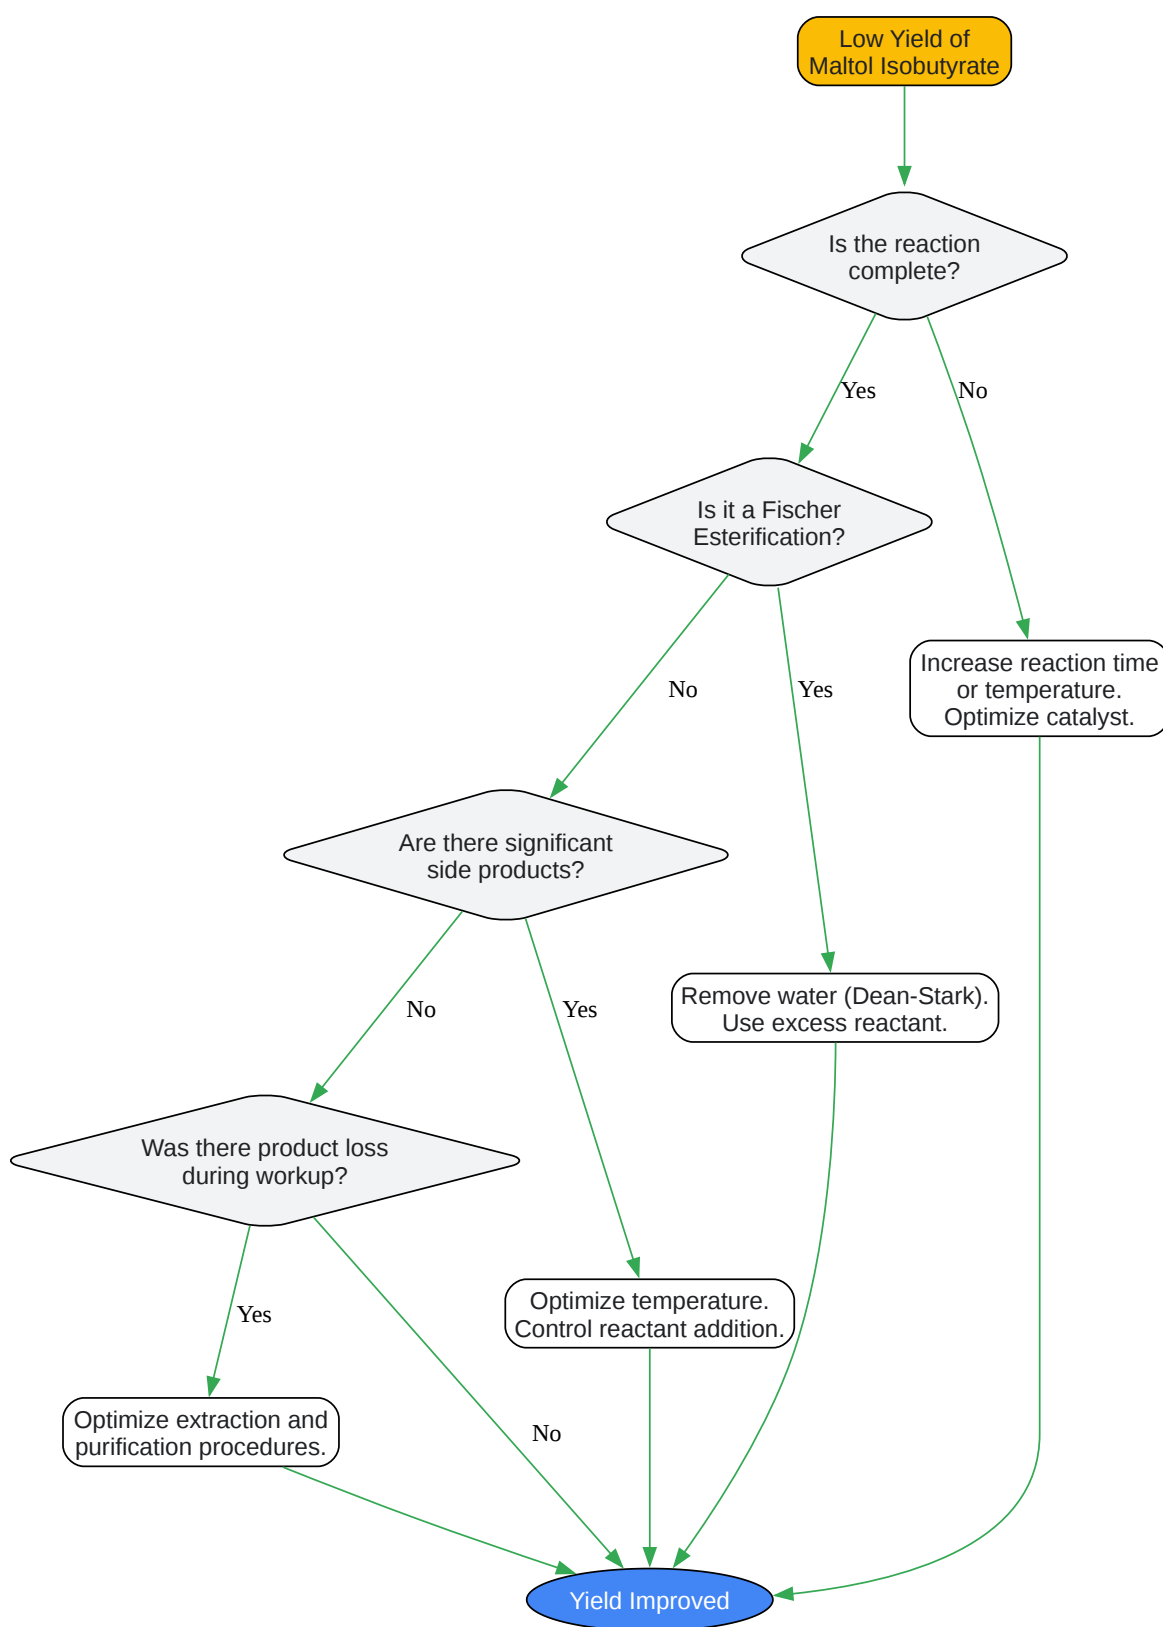 Low Yield of
Maltol Isobutyrate
Is the reaction
complete?
Yes
No
Is it a Fischer
Esterification?
No
Yes
Increase reaction time
or temperature.
Optimize catalyst.
Are there significant
side products?
No
Yes
Remove water (Dean-Stark).
Use excess reactant.
Was there product loss
during workup?
Yes
No
Optimize temperature.
Control reactant addition.
Optimize extraction and
purification procedures.
Yield Improved